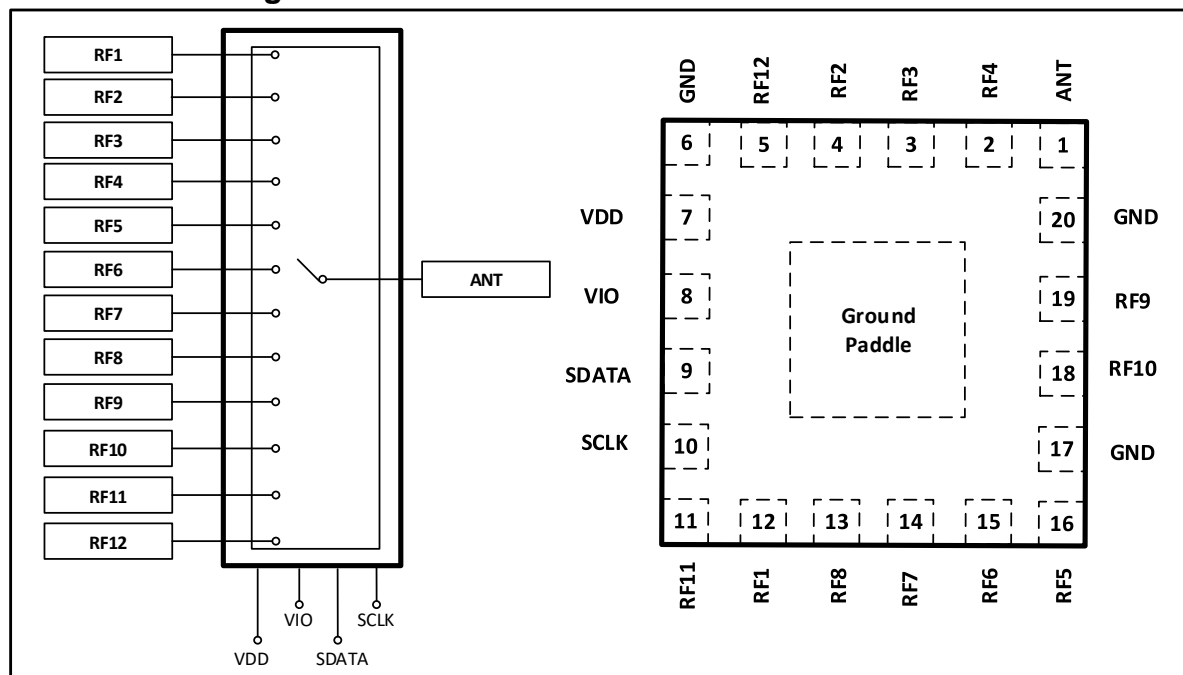 RF1
RF2
RF3
RF4
RF5
RF6
RF7
RF8
RF9
RF10
RF11
RF12
ANT
VIO
SCLK
VDD
SDATA
GND RF12 RF2 RF3 RF4 ANT
6 5 4 3 2 1
VDD 7 20 GND
VIO 8 19 RF9
Ground
Paddle
SDATA 9 18 RF10
SCLK 10 17 GND
11 12 13 14 15 16
RF11 RF1 RF8 RF7 RF6 RF5